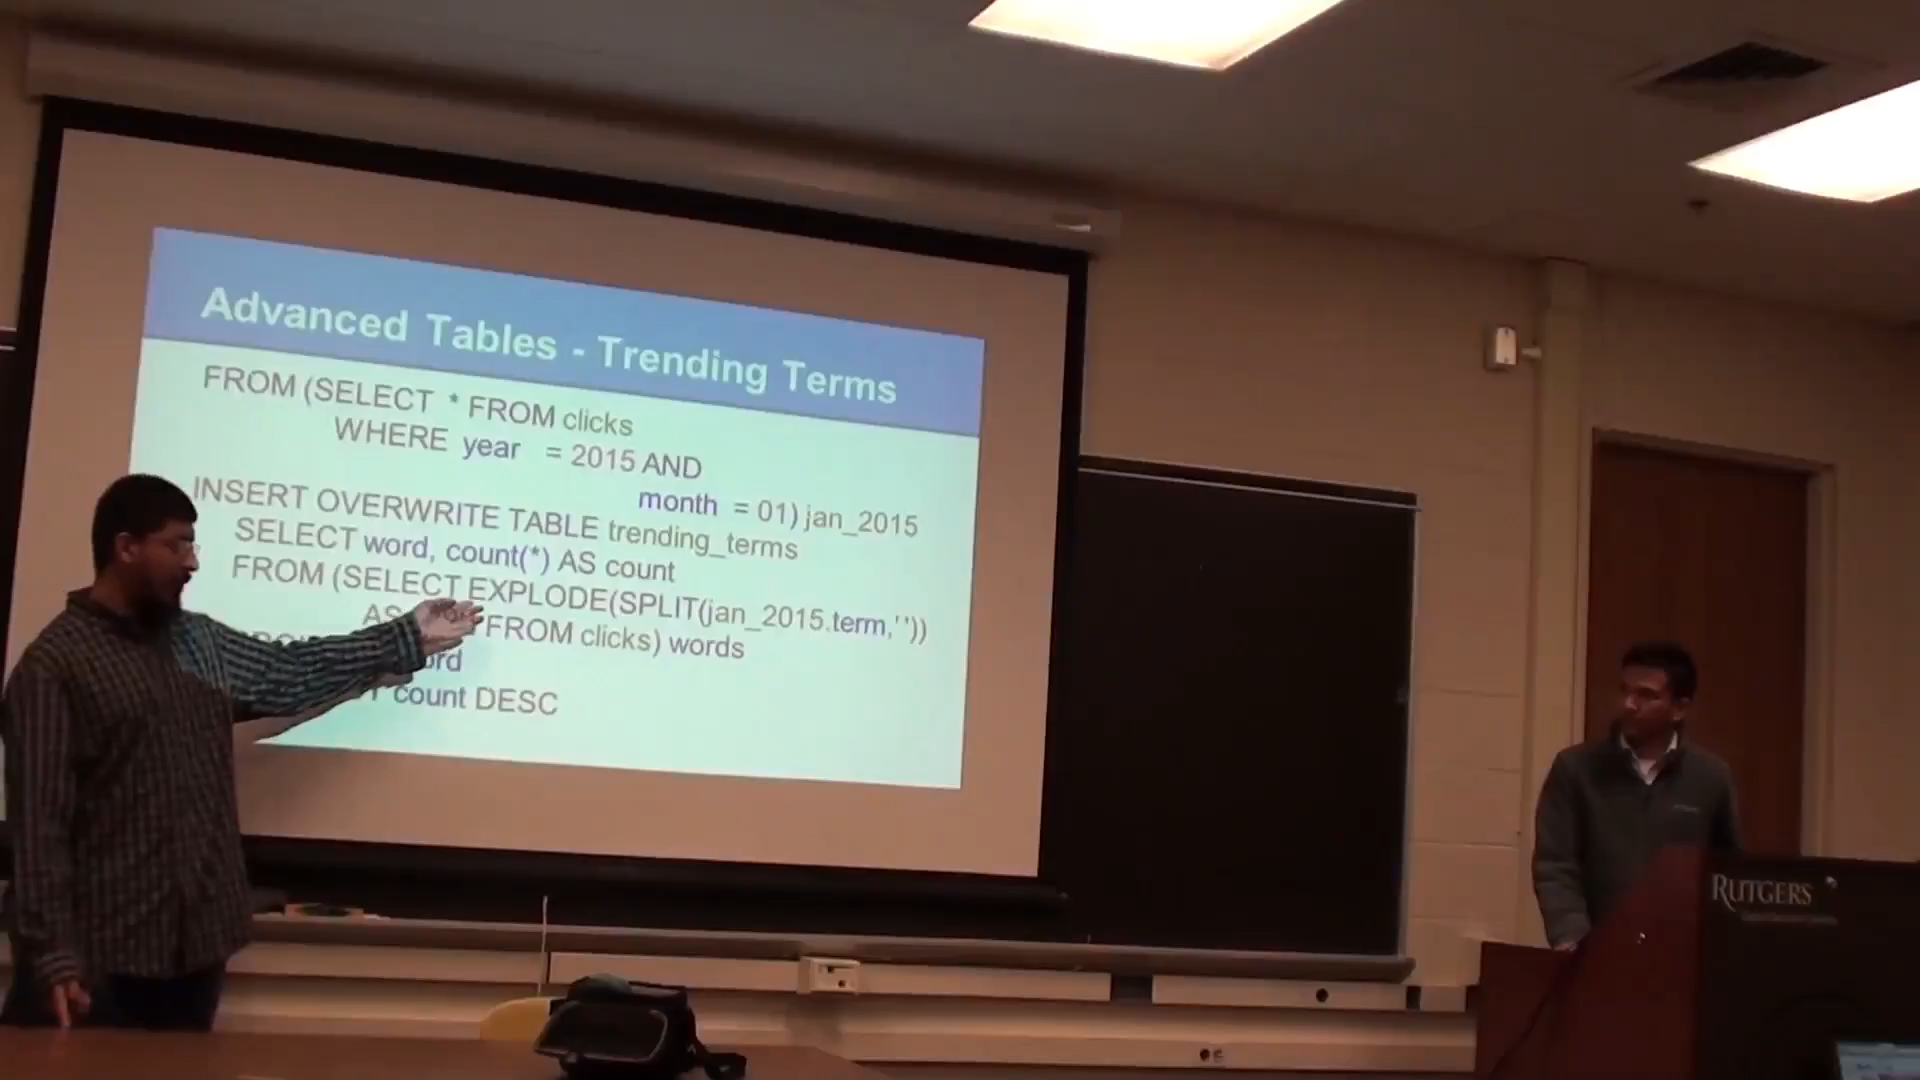 Advanced Tables - Trending Terms
FROM (SELECT * FROM clicks
WHERE year = 2015 AND
month = 01) jan_2015
INSERT OVERWRITE TABLE trending_terms
SELECT word, count(*) AS count
FROM (SELECT EXPLODE(SPLIT(jan_2015.term,' '))
AS FROM clicks) words
count DESC
RUTGERS